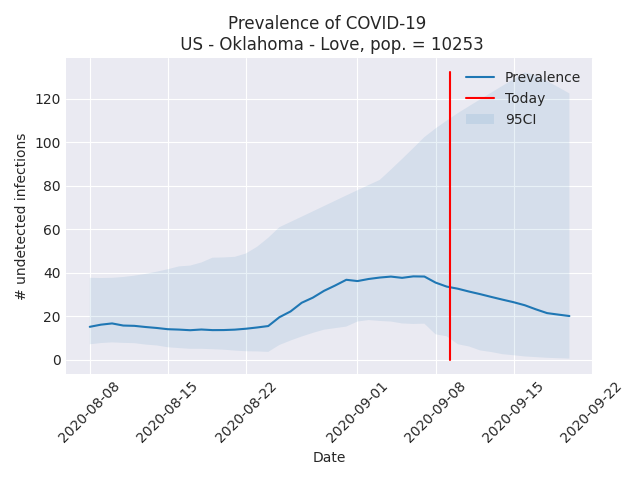 Prevalence of COVID-19
US - Oklahoma - Love, pop. = 10253
Prevalence
Today
95CI
# undetected infections
120
100
80
60
40
20
0
2020-08-08
2020-08-15
2020-08-22
2020-09-01
2020-09-08
2020-09-15
2020-09-22
Date